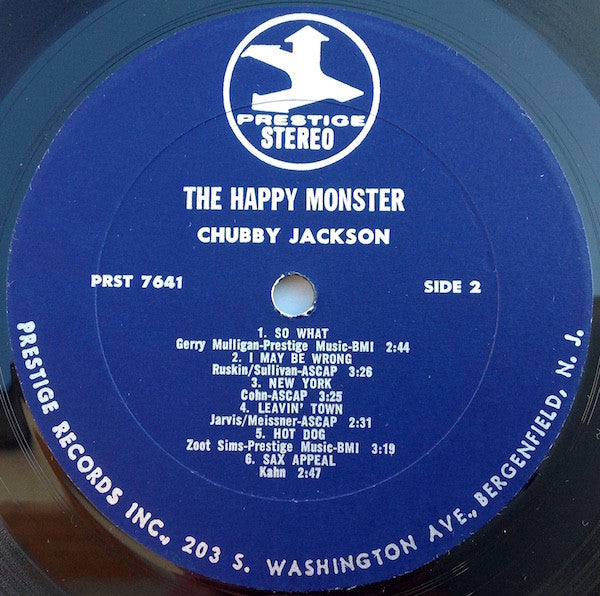 PRESTIGE
STEREO
THE HAPPY MONSTER
CHUBBY JACKSON
PRST 7641
SIDE 2
1. SO WHAT
Gerry Mulligan-Prestige Music-BMI 2:44
2. I MAY BE WRONG
Ruskin/Sullivan-ASCAP 3:26
3. NEW YORK
Cohn-ASCAP 3:25
4. LEAVIN' TOWN
Jarvis/Meissner-ASCAP 2:31
5. HOT DOG
Zoot Sims-Prestige Music-BMI 3:19
6. SAX APPEAL
Kahn 2:47
PRESTIGE RECORDS INC., 203 S. WASHINGTON AVE., BERGENFIELD, N. J.